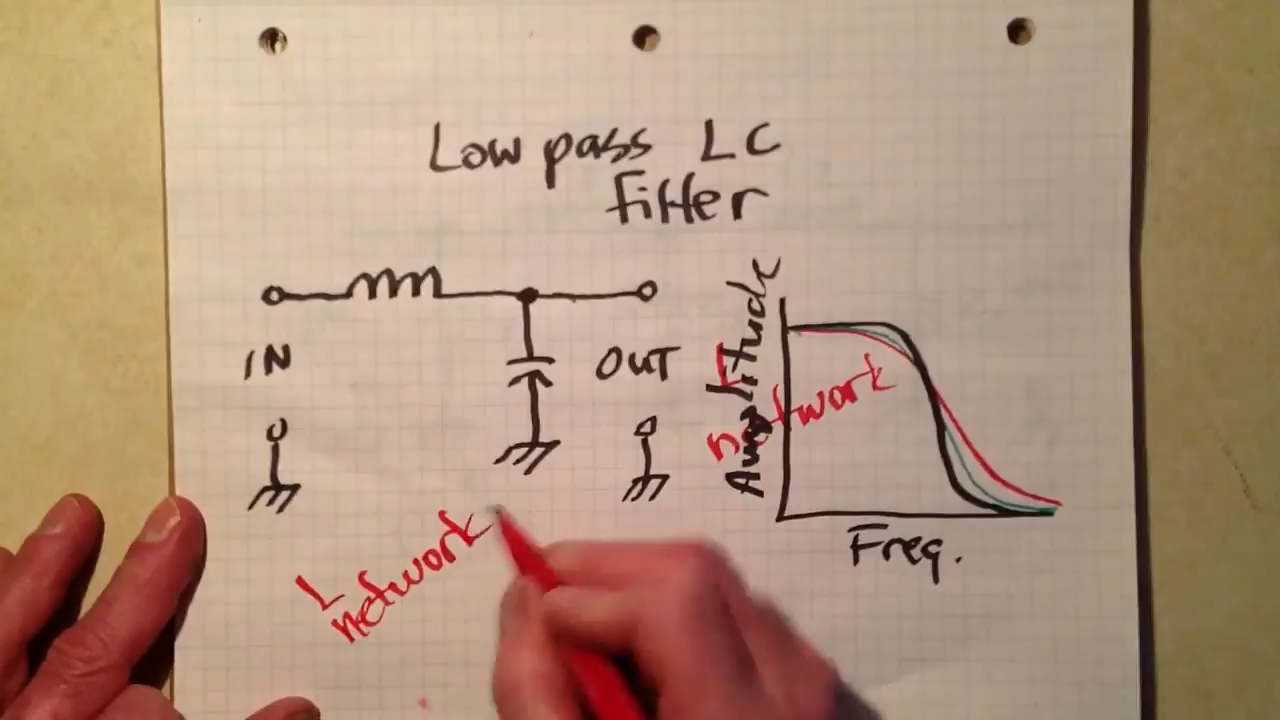 Low pass LC
Filter
IN
OUT
Amplitude
network
Freq.
L
network